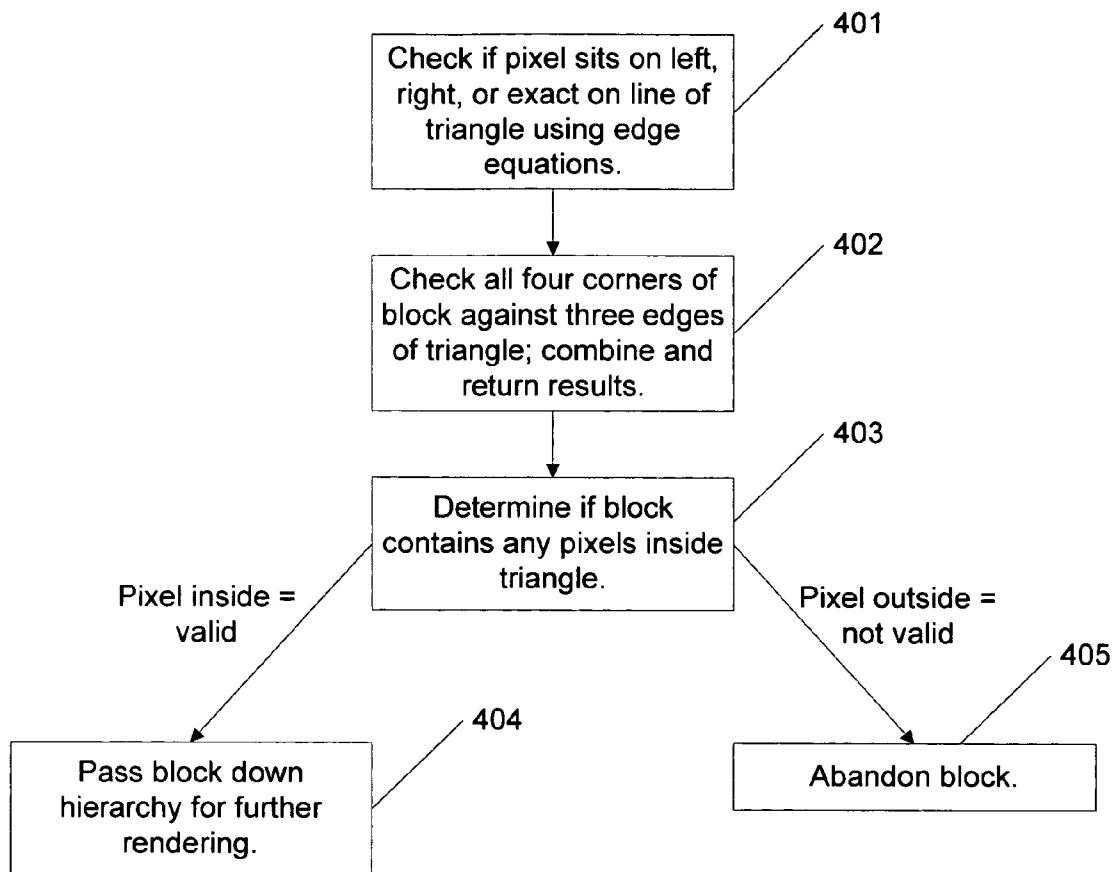 401
Check if pixel sits on left,
right, or exact on line of
triangle using edge
equations.
402
Check all four corners of
block against three edges
of triangle; combine and
return results.
403
Determine if block
contains any pixels inside
triangle.
Pixel inside =
valid
Pixel outside =
not valid
404
Pass block down
hierarchy for further
rendering.
405
Abandon block.